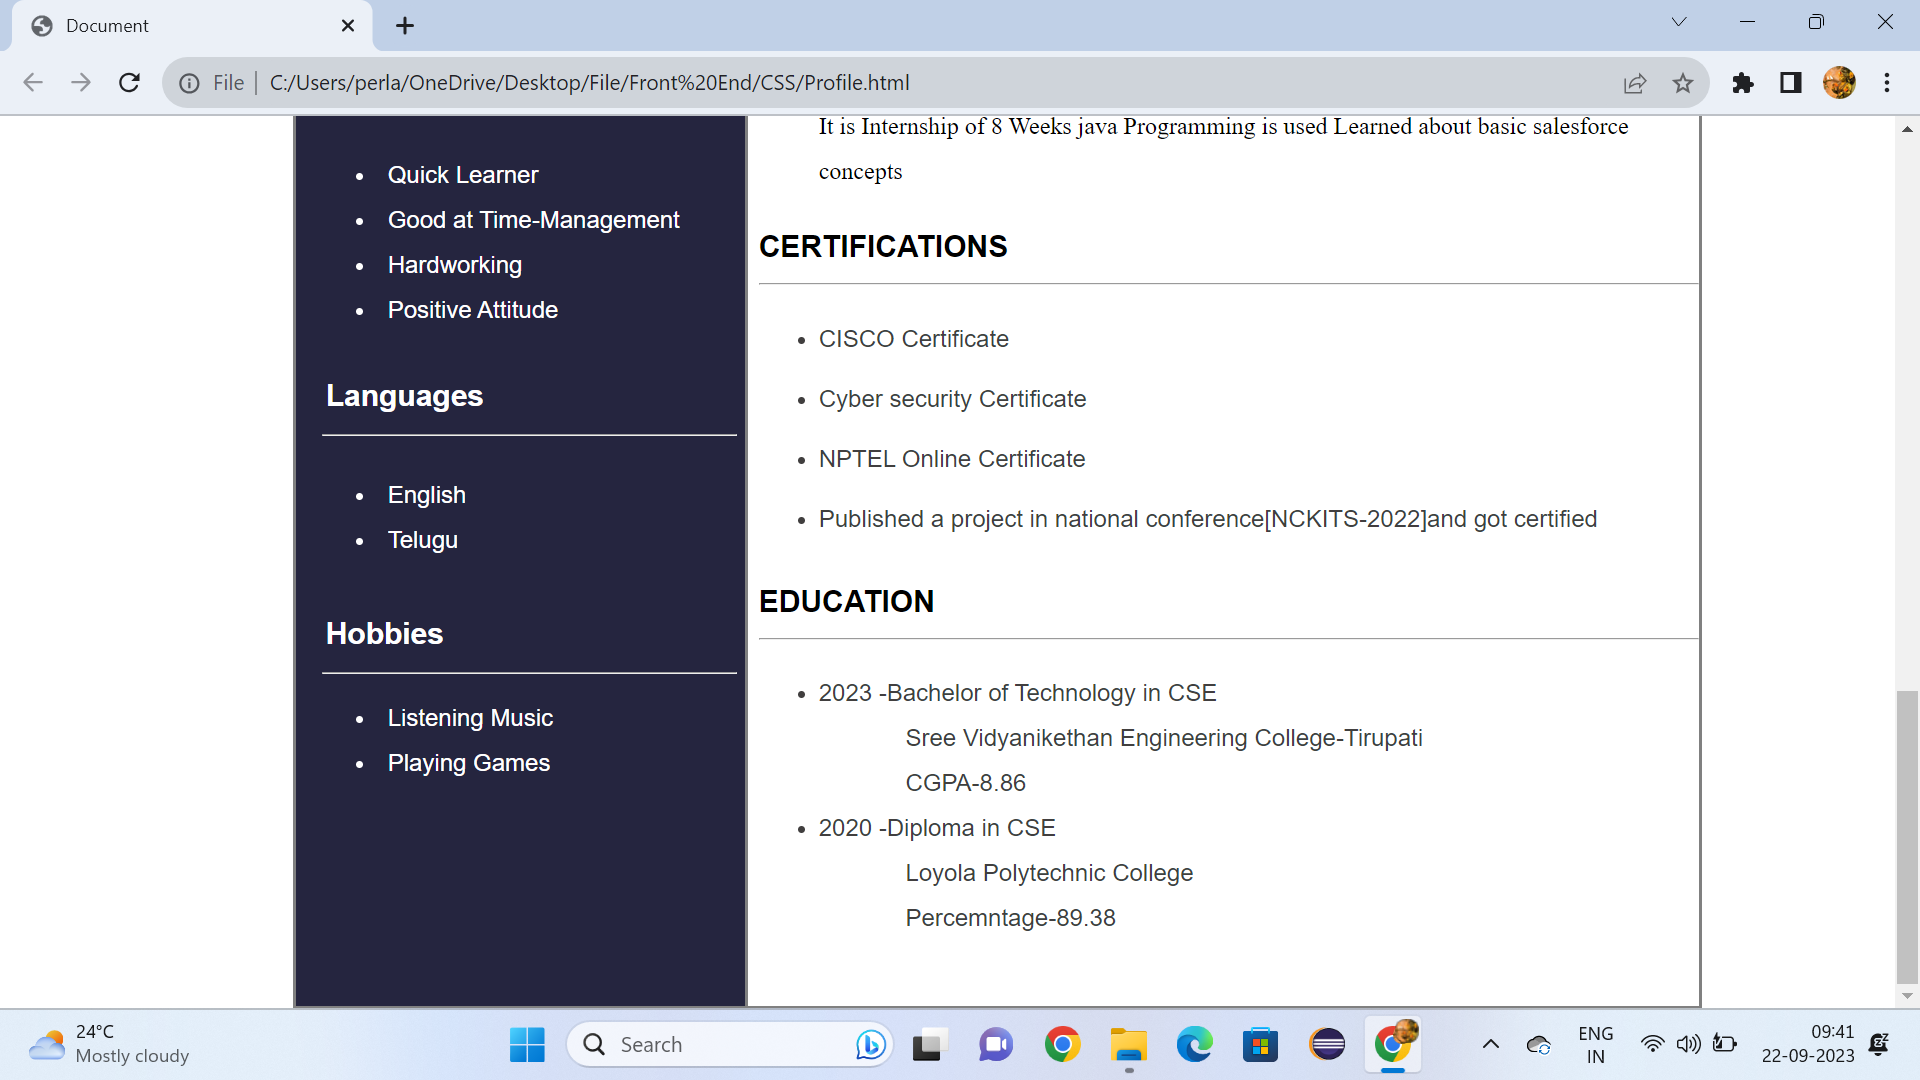 Document
File
C:/Users/perla/OneDrive/Desktop/File/Front%20End/CSS/Profile.html
Quick Learner
Good at Time-Management
Hardworking
Positive Attitude
Languages
English
Telugu
Hobbies
Listening Music
Playing Games
It is Internship of 8 Weeks java Programming is used Learned about basic salesforce
concepts
CERTIFICATIONS
CISCO Certificate
Cyber security Certificate
NPTEL Online Certificate
Published a project in national conference[NCKITS-2022]and got certified
EDUCATION
2023 -Bachelor of Technology in CSE
Sree Vidyanikethan Engineering College-Tirupati
CGPA-8.86
2020 -Diploma in CSE
Loyola Polytechnic College
Percemntage-89.38
24°C
Mostly cloudy
Search
ENG
IN
09:41
22-09-2023